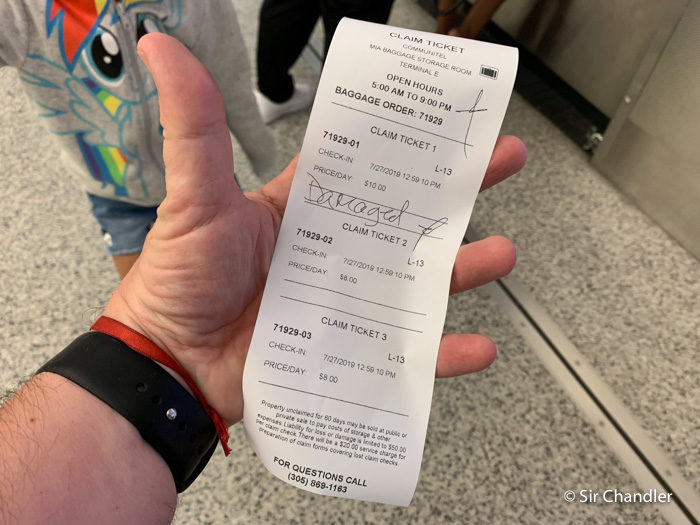 CLAIM TICKET
COMMUNITEL
MIA BAGGAGE STORAGE ROOM
TERMINAL E
OPEN HOURS
5:00 AM TO 9:00 PM
BAGGAGE ORDER: 71929
CLAIM TICKET 1
71929-01 L-13
CHECK-IN: 7/27/2019 12:59:10 PM
PRICE/DAY: $10.00
Damaged
CLAIM TICKET 2
71929-02 L-13
CHECK-IN: 7/27/2019 12:59:10 PM
PRICE/DAY: $8.00
CLAIM TICKET 3
71929-03 L-13
CHECK-IN: 7/27/2019 12:59:10 PM
PRICE/DAY: $8.00
Property unclaimed for 60 days may be sold at public or
private sale to pay costs of storage & other
expenses. Liability for loss or damage is limited to $50.00
per claim check. There will be a $20.00 service charge for
preparation of claim forms covering lost claim checks
FOR QUESTIONS CALL
(305) 869-1163
© Sir Chandler